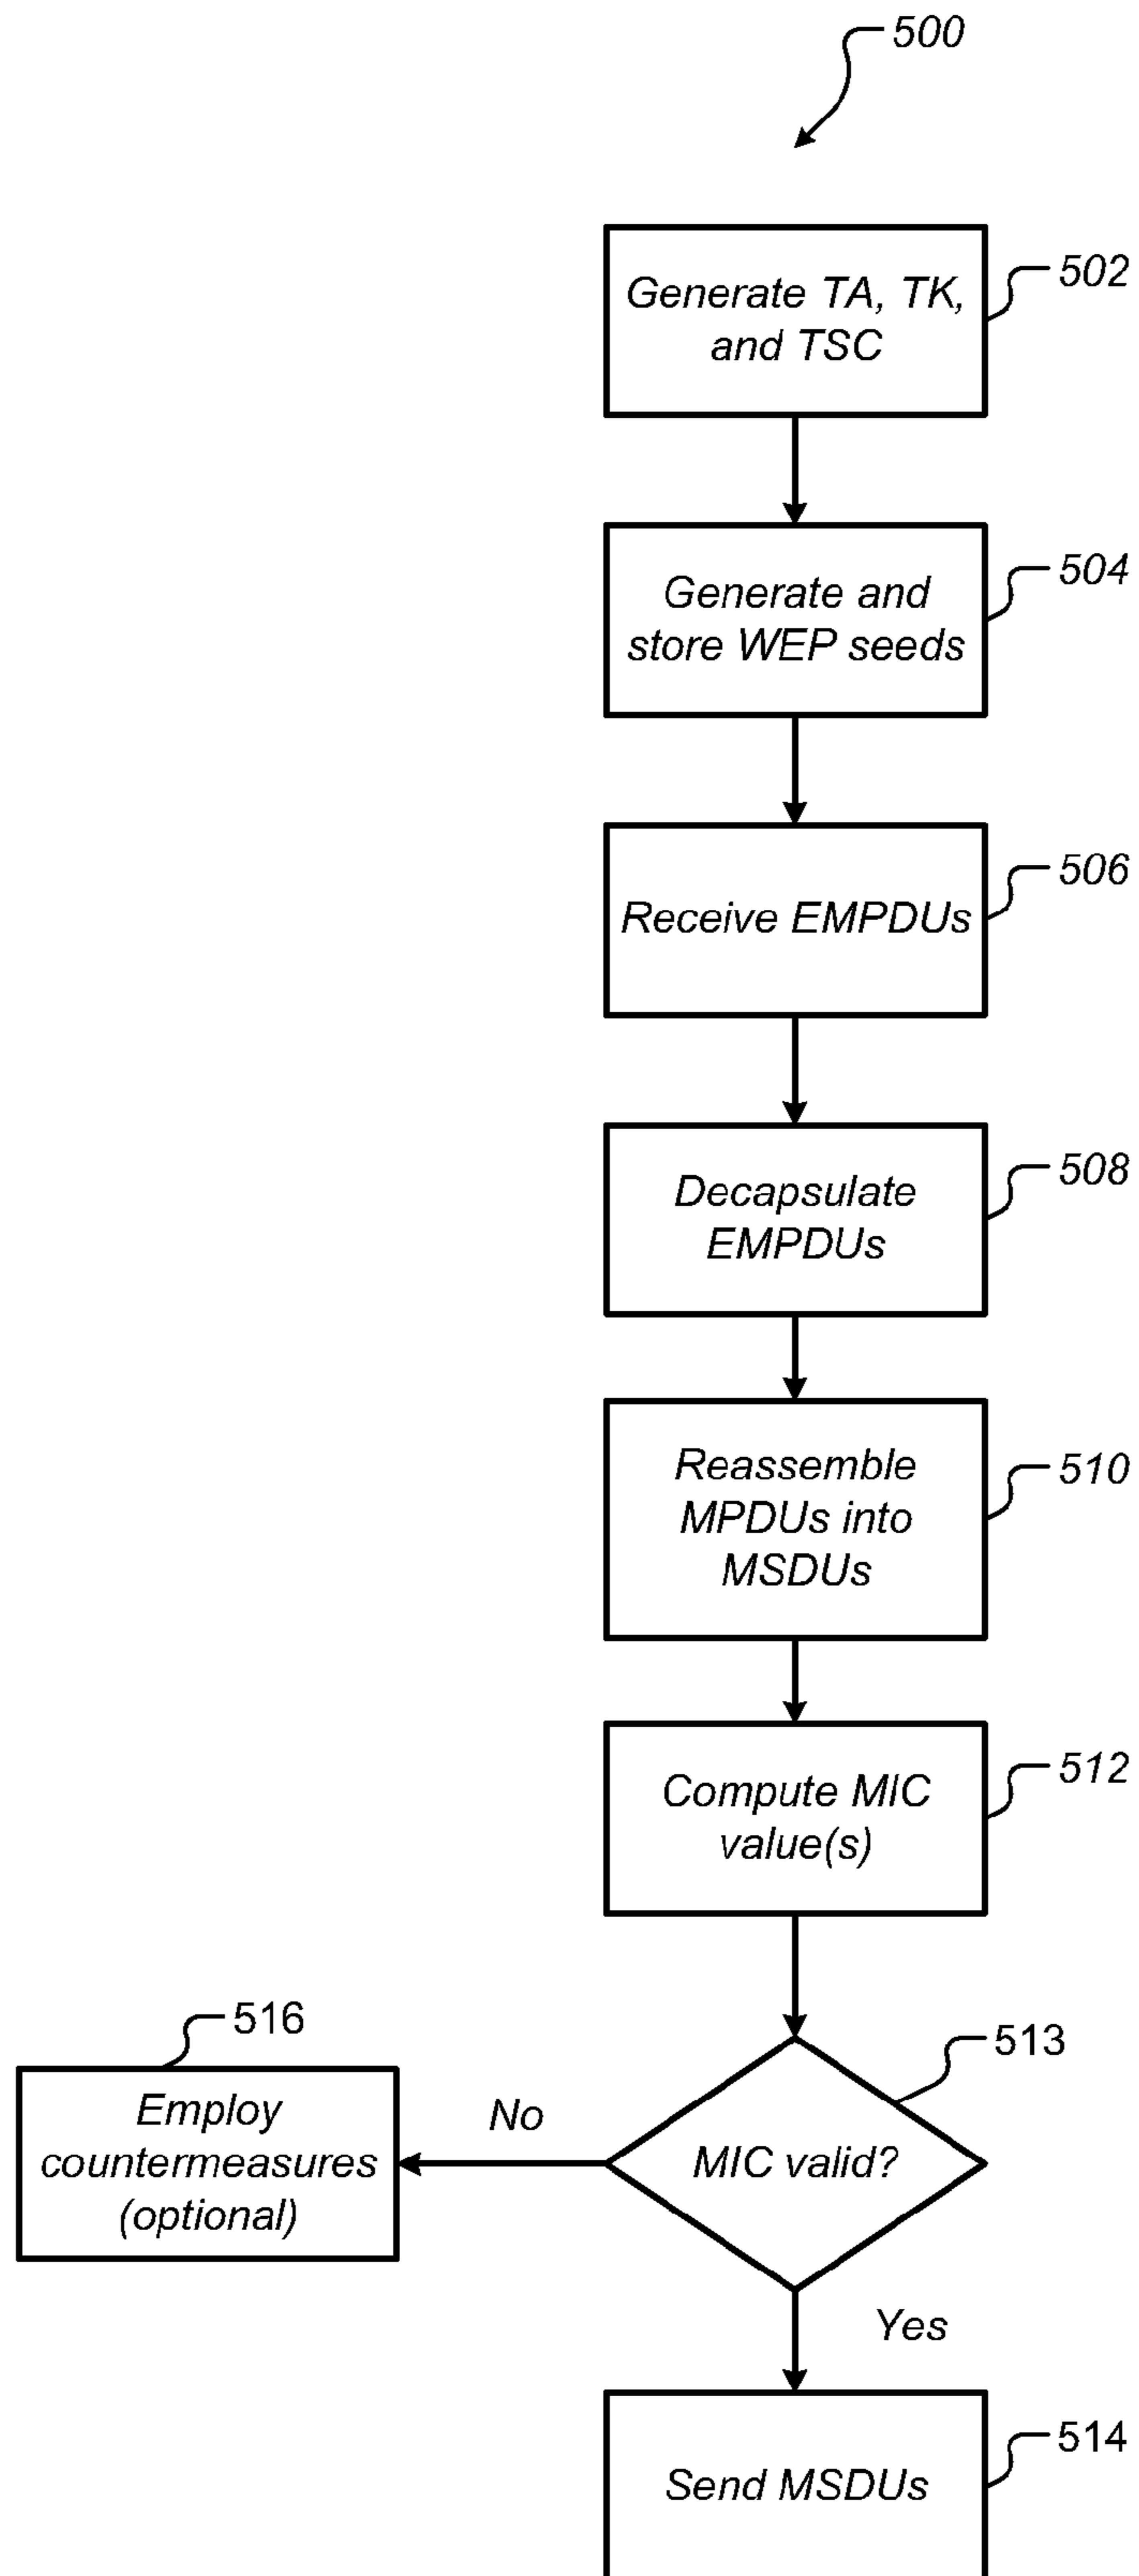 500
Generate TA, TK,
and TSC
502
Generate and
store WEP seeds
504
Receive EMPDUs
506
Decapsulate
EMPDUs
508
Reassemble
MPDUs into
MSDUs
510
Compute MIC
value(s)
512
516
Employ
countermeasures
(optional)
No
MIC valid?
513
Yes
Send MSDUs
514